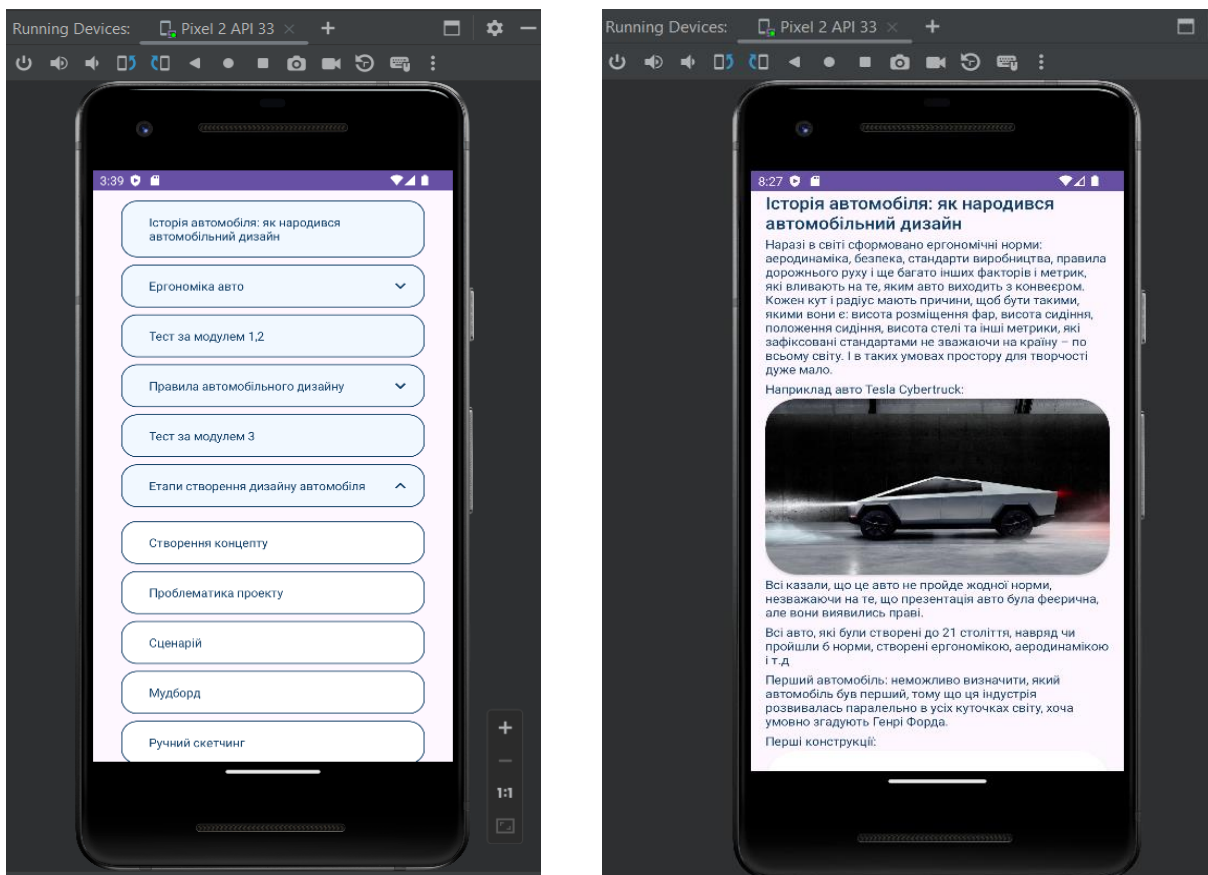 Running Devices:
Pixel 2 API 33
3:39
Історія автомобіля: як народився
автомобільний дизайн
Ергономіка авто
Тест за модулем 1,2
Правила автомобільного дизайну
Тест за модулем 3
Етапи створення дизайну автомобіля
Створення концепту
Проблематика проекту
Сценарій
Мудборд
Ручний скетчинг
1:1
Running Devices:
Pixel 2 API 33
8:27
Історія автомобіля: як народився
автомобільний дизайн
Наразі в світі сформовано ергономічні норми:
аеродинаміка, безпека, стандарти виробництва, правила
дорожнього руху і ще багато інших факторів і метрик,
які вливають на те, яким авто виходить з конвеєром.
Кожен кут і радіус мають причини, щоб бути такими,
якими вони є: висота розміщення фар, висота сидіння,
положення сидіння, висота стелі та інші метрики, які
зафіксовані стандартами не зважаючи на країну – по
всьому світу. І в таких умовах простору для творчості
дуже мало.
Наприклад авто Tesla Cybertruck:
Всі казали, що це авто не пройде жодної норми,
незважаючи на те, що презентація авто була феєрична,
але вони виявились праві.
Всі авто, які були створені до 21 століття, навряд чи
пройшли б норми, створені ергономікою, аеродинамікою
і т.д
Перший автомобіль: неможливо визначити, який
автомобіль був перший, тому що ця індустрія
розвивалась паралельно в усіх куточках світу, хоча
умовно згадують Генрі Форда.
Перші конструкції: